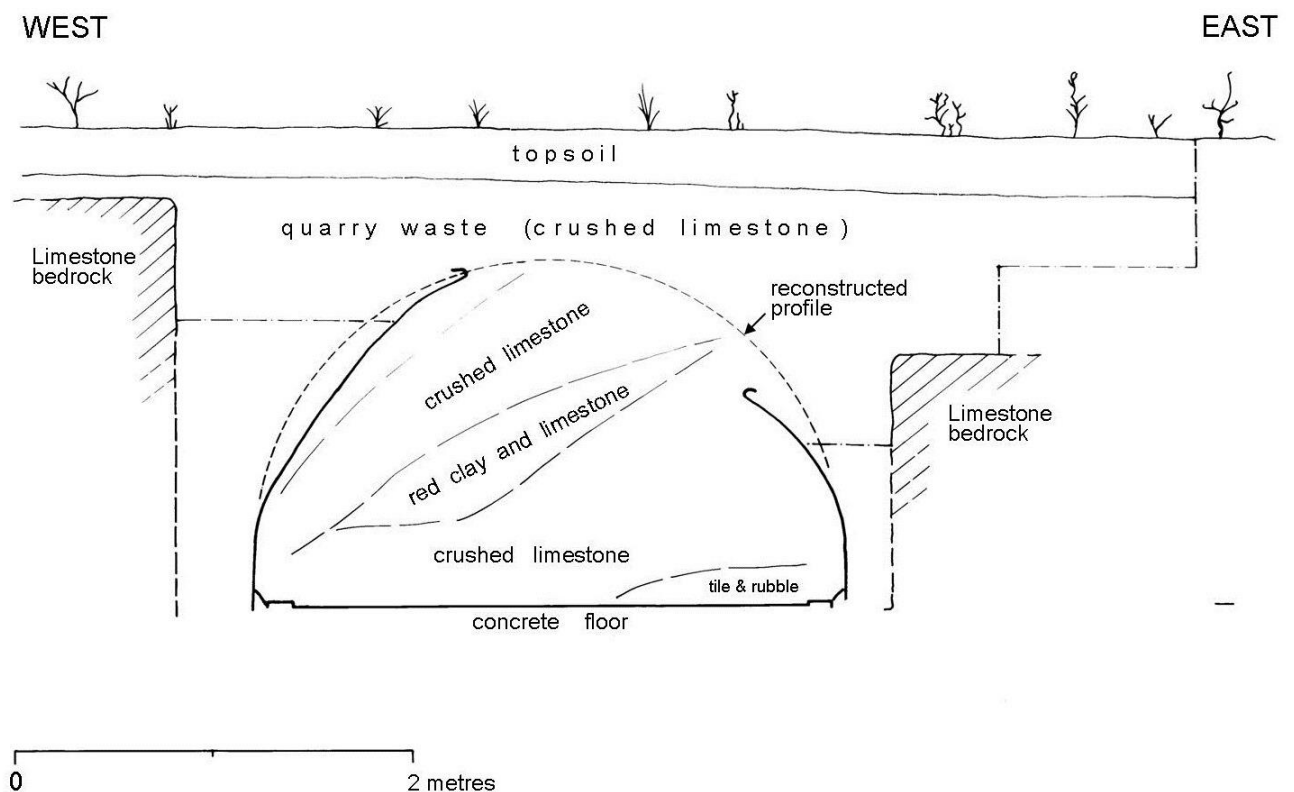 WEST
EAST
topsoil
quarry waste (crushed limestone)
Limestone
bedrock
reconstructed
profile
crushed limestone
red clay and limestone
Limestone
bedrock
crushed limestone
tile & rubble
concrete floor
0
2 metres